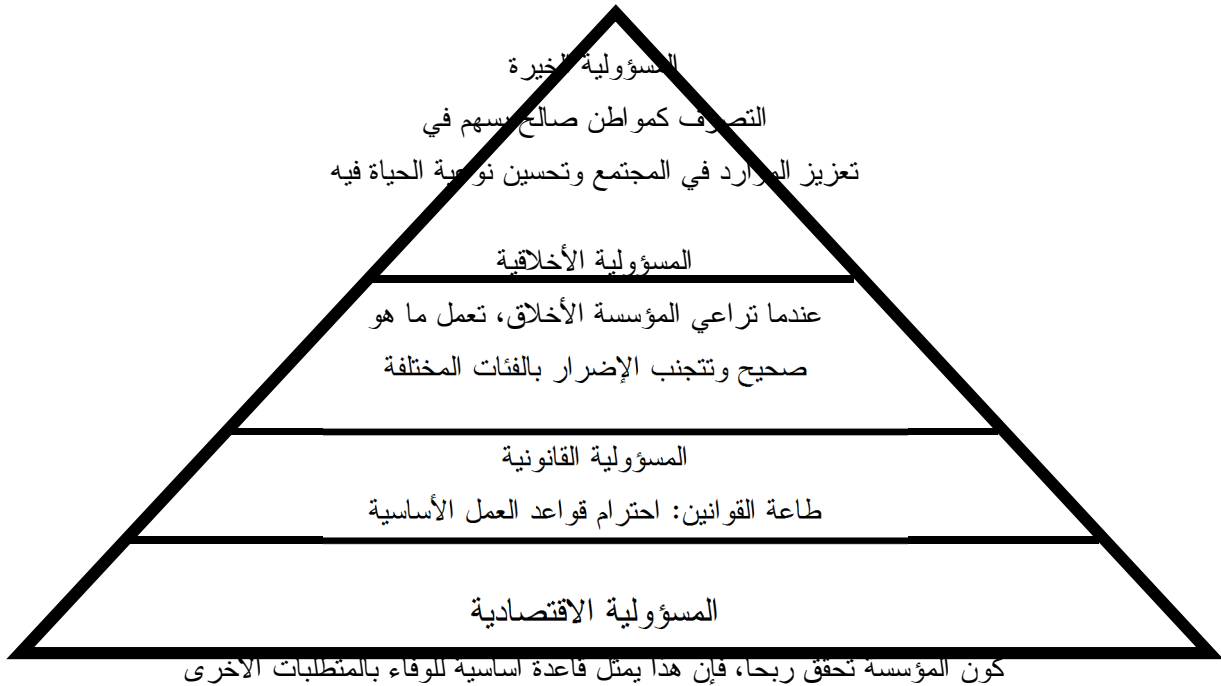 المسؤولية الخيرة
التصرف كمواطن صالح يسهم في
تعزيز الموارد في المجتمع وتحسين نوعية الحياة فيه
المسؤولية الأخلاقية
عندما تراعي المؤسسة الأخلاق، تعمل ما هو
صحيح وتتجنب الإضرار بالفئات المختلفة
المسؤولية القانونية
طاعة القوانين: احترام قواعد العمل الأساسية
المسؤولية الاقتصادية
كون المؤسسة تحقق ربحا، فإن هذا يمثل قاعدة أساسية للوفاء بالمتطلبات الأخرى